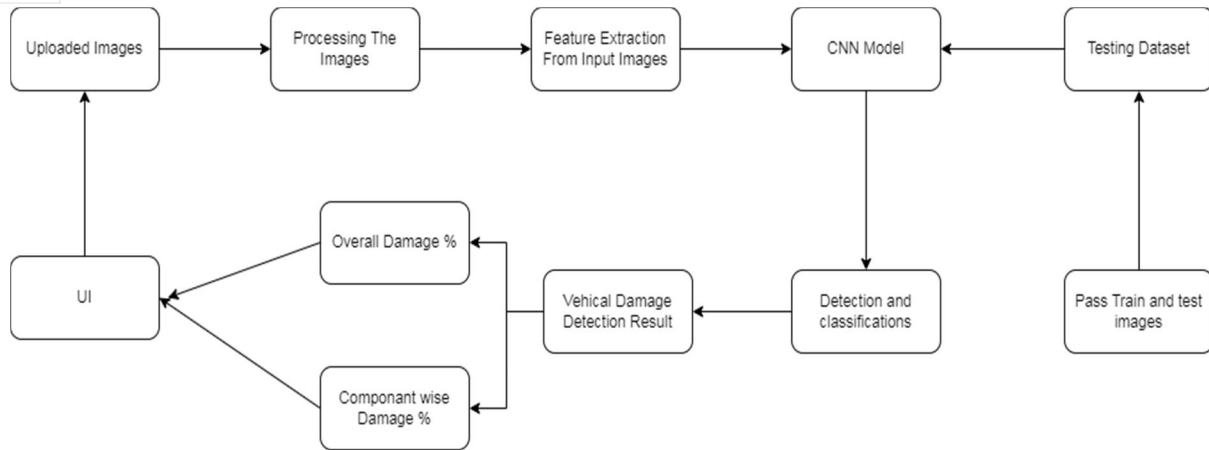 Uploaded Images
Processing The
Images
Feature Extraction
From Input Images
CNN Model
Testing Dataset
Overall Damage %
UI
Vehical Damage
Detection Result
Detection and
classifications
Pass Train and test
images
Componant wise
Damage %